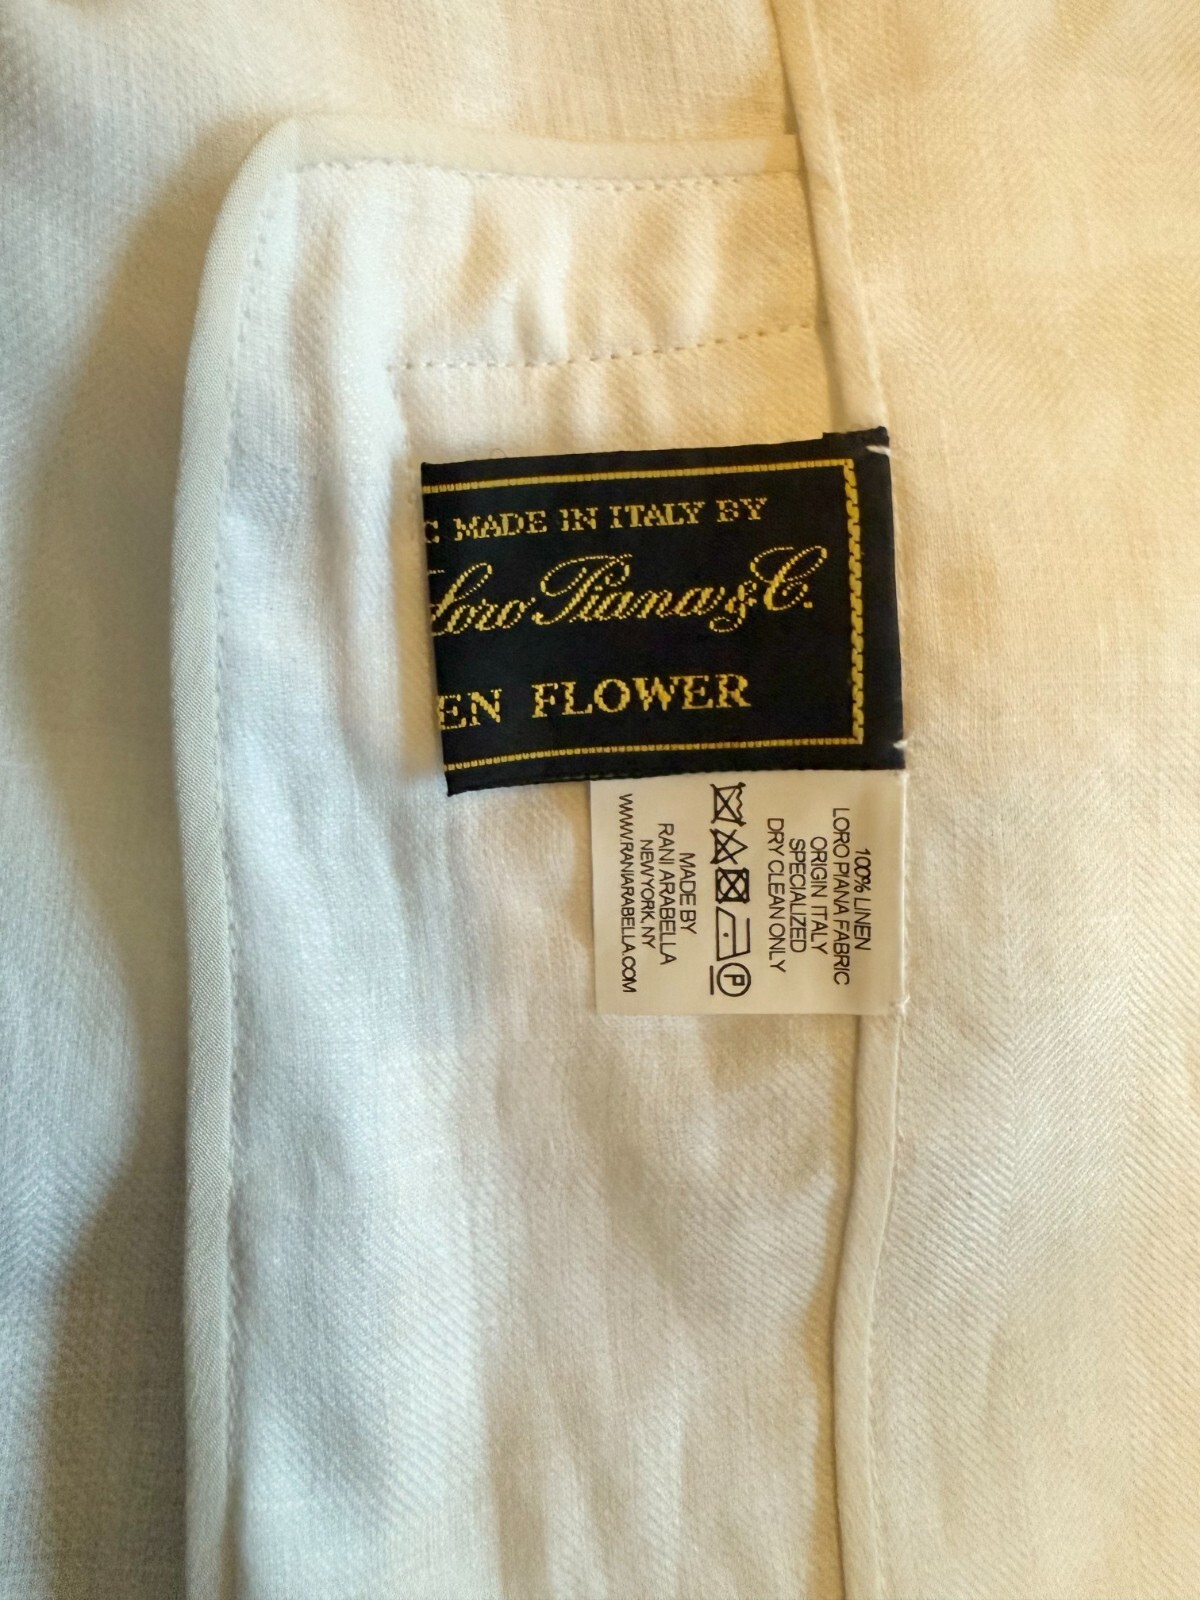 C MADE IN ITALY BY
Loro Piana & C.
EN FLOWER
100% LINEN
LORO PIANA FABRIC
ORIGIN ITALY
SPECIALIZED
DRY CLEAN ONLY
P
MADE BY
RANI ARABELLA
NEW YORK, NY
WWW.RANIARABELLA.COM